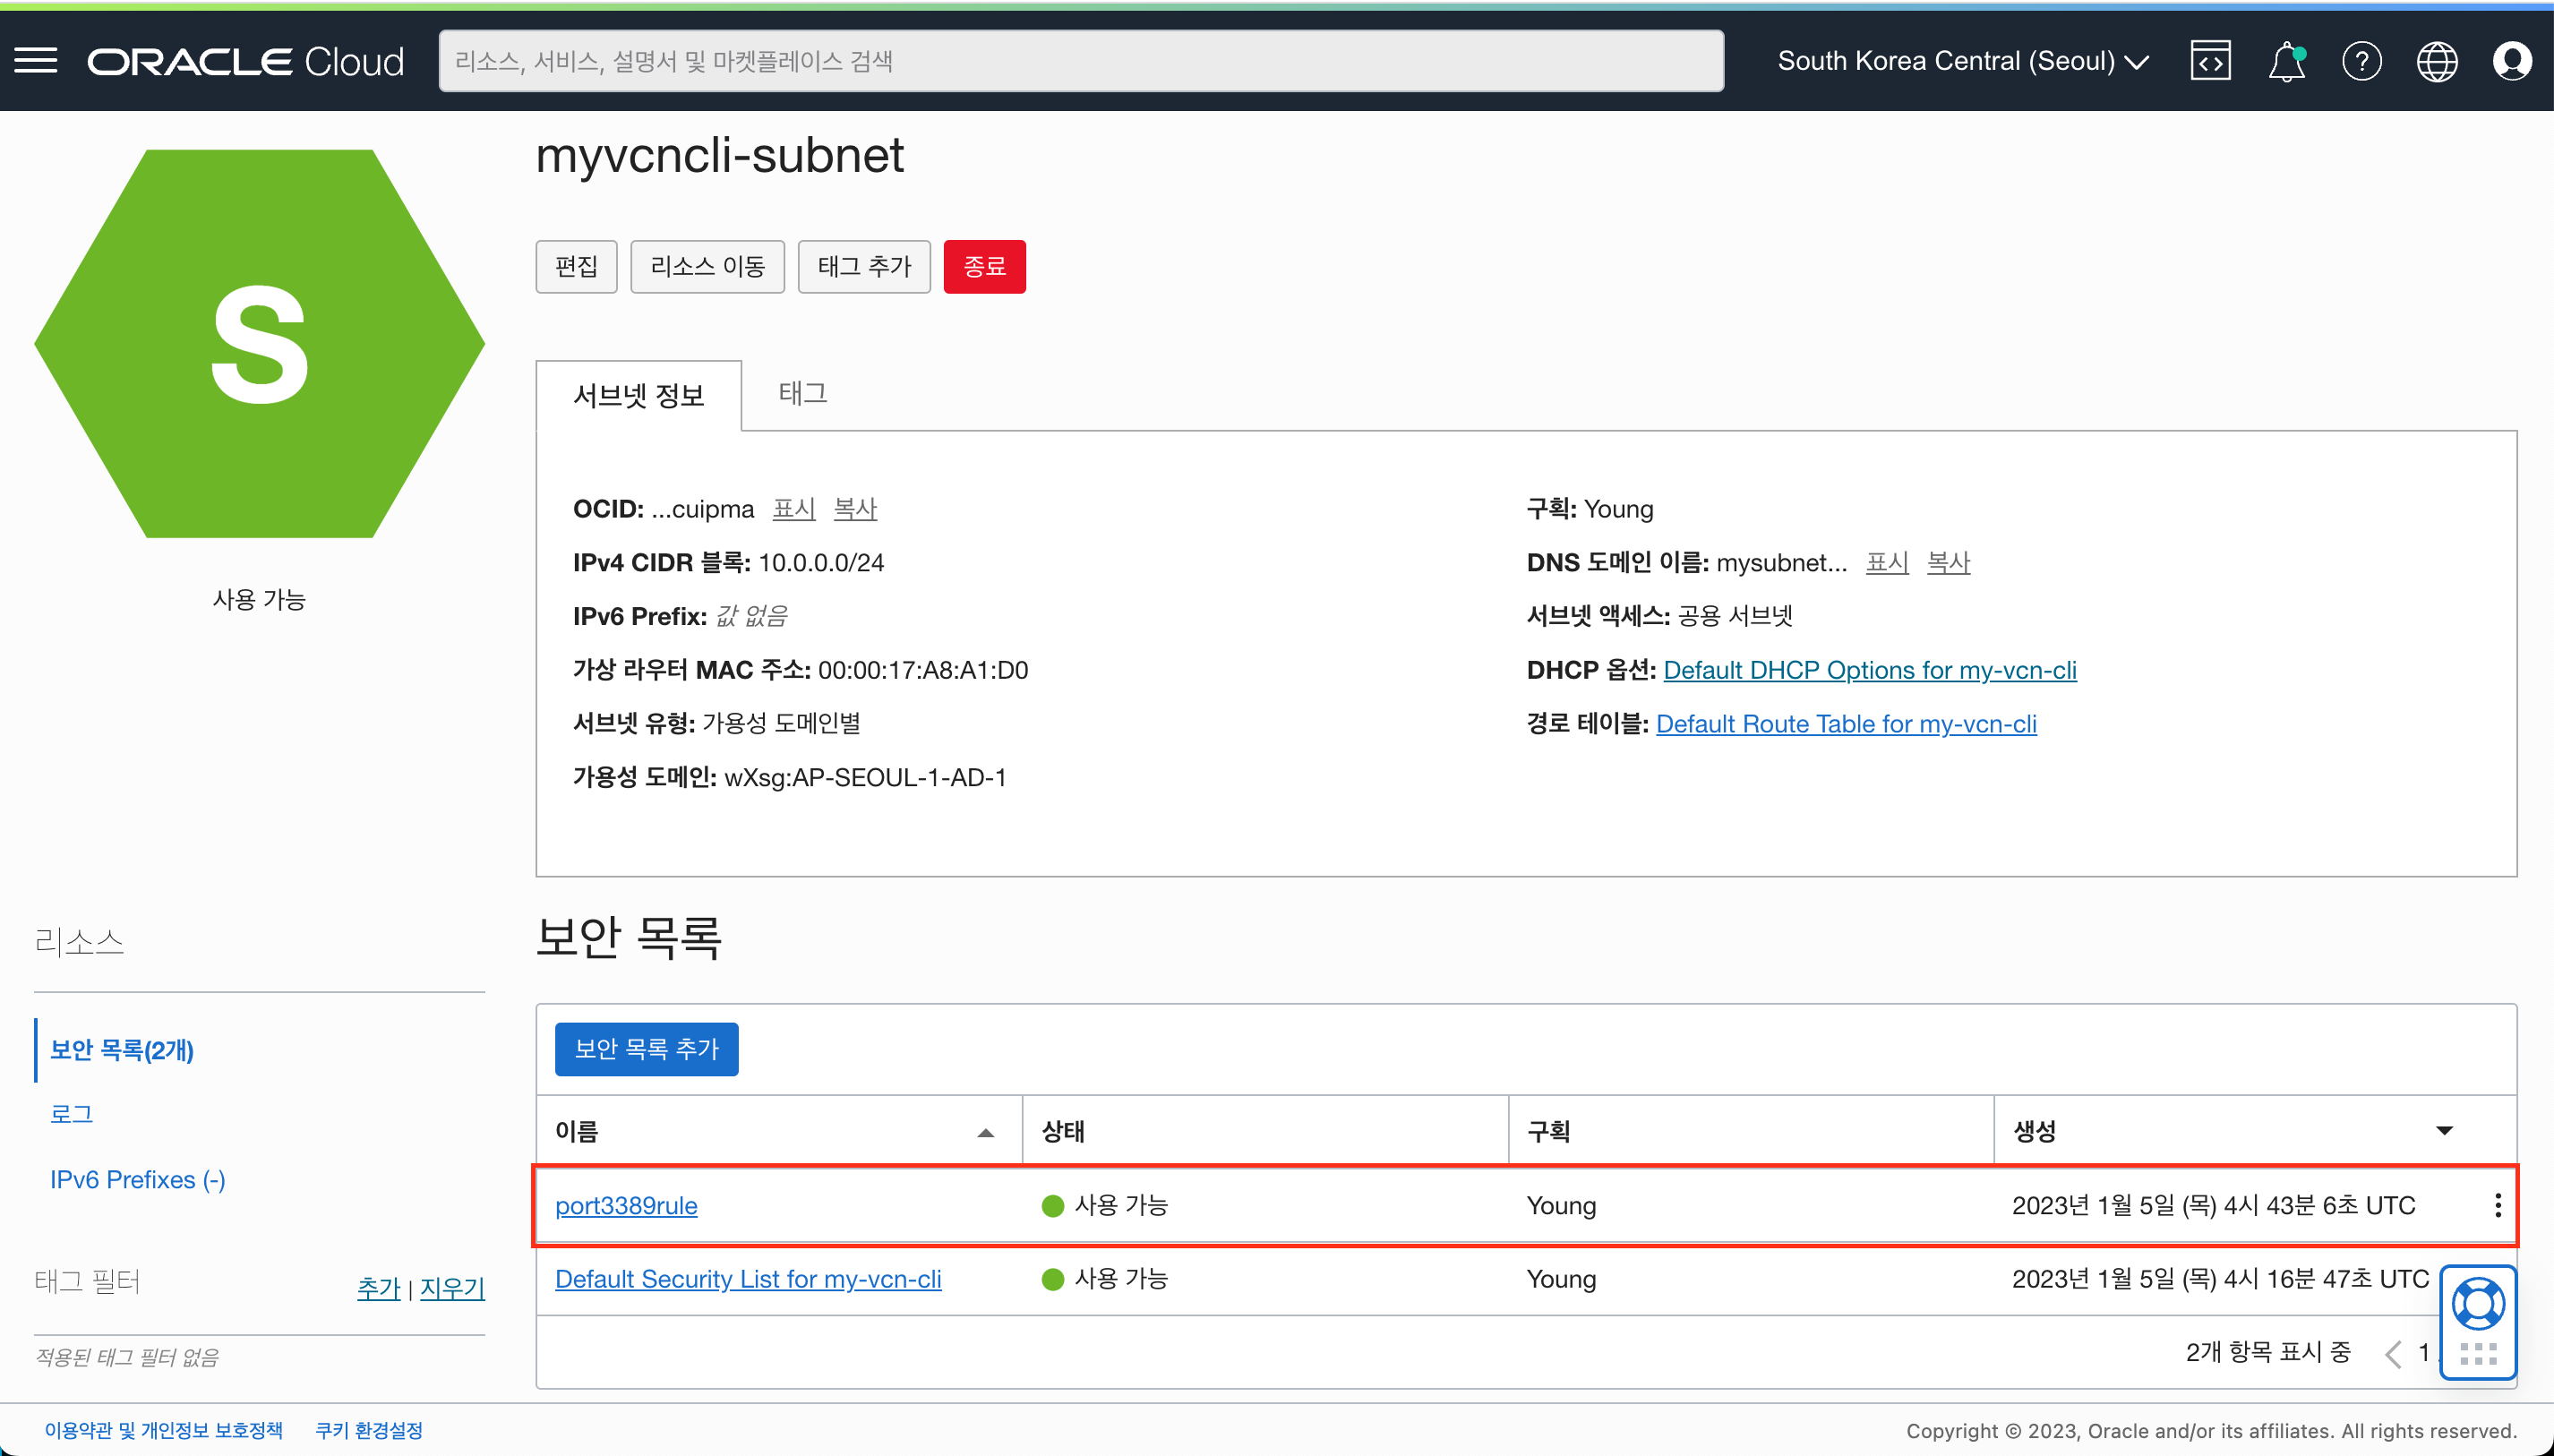 ORACLE Cloud
리소스, 서비스, 설명서 및 마켓플레이스 검색
South Korea Central (Seoul)
myvcncli-subnet
편집 리소스 이동 태그 추가 종료
S
사용 가능
서브넷 정보 태그
OCID: ...cuipma 표시 복사
IPv4 CIDR 블록: 10.0.0.0/24
IPv6 Prefix: 값 없음
가상 라우터 MAC 주소: 00:00:17:A8:A1:D0
서브넷 유형: 가용성 도메인별
가용성 도메인: wXsg:AP-SEOUL-1-AD-1
구획: Young
DNS 도메인 이름: mysubnet... 표시 복사
서브넷 액세스: 공용 서브넷
DHCP 옵션: Default DHCP Options for my-vcn-cli
경로 테이블: Default Route Table for my-vcn-cli
리소스
보안 목록(2개)
로그
IPv6 Prefixes (-)
태그 필터 추가 | 지우기
적용된 태그 필터 없음
보안 목록
보안 목록 추가
이름 상태 구획 생성
port3389rule 사용 가능 Young 2023년 1월 5일 (목) 4시 43분 6초 UTC
Default Security List for my-vcn-cli 사용 가능 Young 2023년 1월 5일 (목) 4시 16분 47초 UTC
2개 항목 표시 중 1
이용약관 및 개인정보 보호정책 쿠키 환경설정
Copyright © 2023, Oracle and/or its affiliates. All rights reserved.